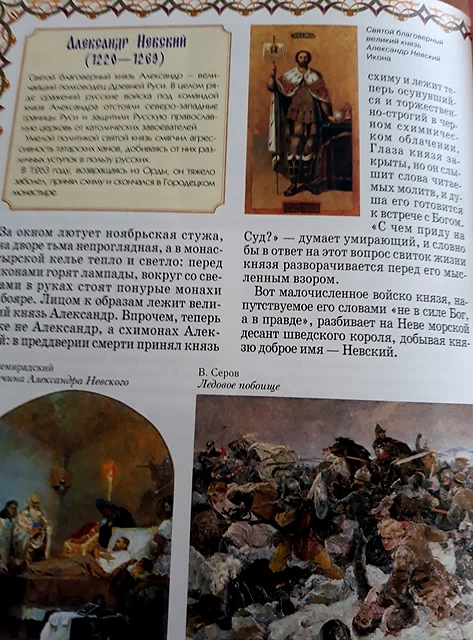 Александр Невский
(1220—1263)
Святой благоверный князь Александр — вели-
чайший полководец Древней Руси. В целом ря-
де сражений русские войска под командой
князя Александра отстояли северо-западные
границы Руси и защитили Русскую православ-
ную церковь от католических завоевателей.
Умелой политикой святой князь смягчил агрес-
сивность татарских ханов, добиваясь от них раз-
личных уступок в пользу русских.
В 1263 году, возвращаясь из Орды, он тяжело
заболел, принял схиму и скончался в Городецком
монастыре.
Святой благоверный
великий князь
Александр Невский
Икона
схиму и лежит те-
перь осунувший-
ся и торжествен-
но-строгий в чер-
ном схимничес-
ком облачении.
Глаза князя за-
крыты, но он слы-
шит слова читае-
мых молитв, и ду-
ша его готовится
к встрече с Богом.
«С чем приду на
За окном лютует ноябрьская стужа,
на дворе тьма непроглядная, а в монас-
тырской келье тепло и светло: перед
иконами горят лампады, вокруг со све-
чами в руках стоят понурые монахи
бояре. Лицом к образам лежит вели-
ий князь Александр. Впрочем, теперь
же не Александр, а схимонах Алек-
й: в преддверии смерти принял князь
Суд?» — думает умирающий, и словно
бы в ответ на этот вопрос свиток жизни
князя разворачивается перед его мыс-
ленным взором.
Вот малочисленное войско князя, на-
путствуемое его словами «не в силе Бог,
а в правде», разбивает на Неве морской
десант шведского короля, добывая кня-
зю доброе имя — Невский.
емирадский
нчина Александра Невского
В. Серов
Ледовое побоище